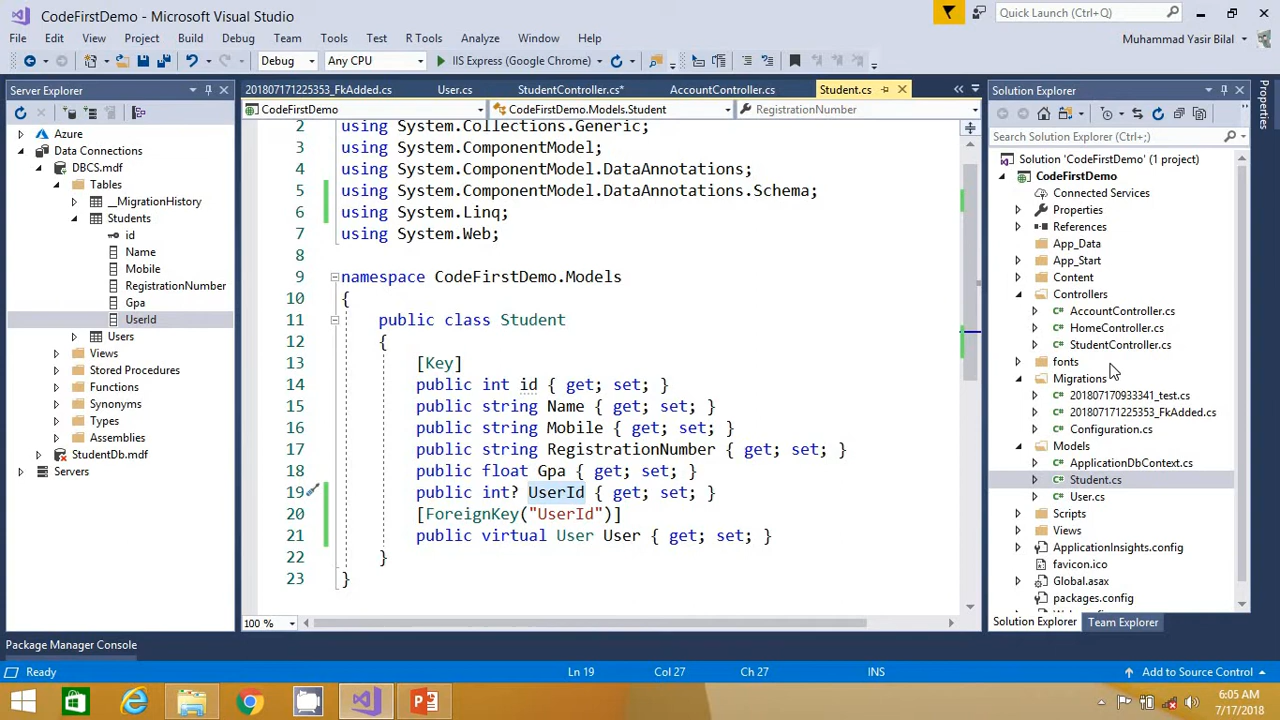 CodeFirstDemo - Microsoft Visual Studio
Quick Launch (Ctrl+Q)
File Edit View Project Build Debug Team Tools Test R Tools Analyze Window Help
Muhammad Yasir Bilal
Debug Any CPU IIS Express (Google Chrome)
Server Explorer
Azure
Data Connections
DBCS.mdf
Tables
__MigrationHistory
Students
id
Name
Mobile
RegistrationNumber
Gpa
UserId
Users
Views
Stored Procedures
Functions
Synonyms
Types
Assemblies
StudentDb.mdf
Servers
201807171225353_FkAdded.cs User.cs StudentController.cs* AccountController.cs Student.cs
CodeFirstDemo CodeFirstDemo.Models.Student RegistrationNumber
2 using System.Collections.Generic;
3 using System.ComponentModel;
4 using System.ComponentModel.DataAnnotations;
5 using System.ComponentModel.DataAnnotations.Schema;
6 using System.Linq;
7 using System.Web;
8
9 namespace CodeFirstDemo.Models
10 {
11 public class Student
12 {
13 [Key]
14 public int id { get; set; }
15 public string Name { get; set; }
16 public string Mobile { get; set; }
17 public string RegistrationNumber { get; set; }
18 public float Gpa { get; set; }
19 public int? UserId { get; set; }
20 [ForeignKey("UserId")]
21 public virtual User User { get; set; }
22 }
23 }
100 %
Solution Explorer
Search Solution Explorer (Ctrl+;)
Solution 'CodeFirstDemo' (1 project)
CodeFirstDemo
Connected Services
Properties
References
App_Data
App_Start
Content
Controllers
AccountController.cs
HomeController.cs
StudentController.cs
fonts
Migrations
201807170933341_test.cs
201807171225353_FkAdded.cs
Configuration.cs
Models
ApplicationDbContext.cs
Student.cs
User.cs
Scripts
Views
ApplicationInsights.config
favicon.ico
Global.asax
packages.config
Solution Explorer Team Explorer
Properties
Package Manager Console
Ready Ln 19 Col 27 Ch 27 INS Add to Source Control
6:05 AM
7/17/2018